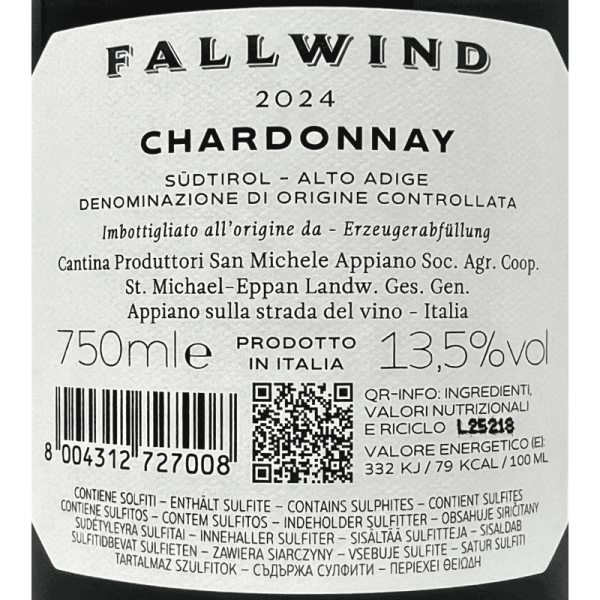 FALLWIND
2024
CHARDONNAY
SÜDTIROL - ALTO ADIGE
DENOMINAZIONE DI ORIGINE CONTROLLATA
Imbottigliato all'origine da - Erzeugerabfüllung
Cantina Produttori San Michele Appiano Soc. Agr. Coop.
St. Michael-Eppan Landw. Ges. Gen.
Appiano sulla strada del vino - Italia
750ml e PRODOTTO IN ITALIA 13,5%vol
QR-INFO: INGREDIENTI,
VALORI NUTRIZIONALI
E RICICLO L25218
VALORE ENERGETICO (E):
332 KJ / 79 KCAL / 100 ML
8 004312 727008
CONTIENE SOLFITI - ENTHÄLT SULFITE - CONTAINS SULPHITES - CONTIENT SULFITES
CONTIENE SULFITOS - CONTEM SULFITOS - INDEHOLDER SULFITTER - OBSAHUJE SIRIČITANY
SUDĖTYLEYRA SULFITAI - INNEHALLER SULFITER - SISÄLTÄÄ SULFITTEJA - SISALDAB
SULFITIDBEVAT SULFIETEN - ZAWIERA SIARCZYNY - VSEBUJE SULFITE - SATUR SULFITI
TARTALMAZ SZULFITOK - СЪДЪРЖА СУЛФИТИ - ΠΕΡΙΕΧΕΙ ΘΕΙΩΔΗ